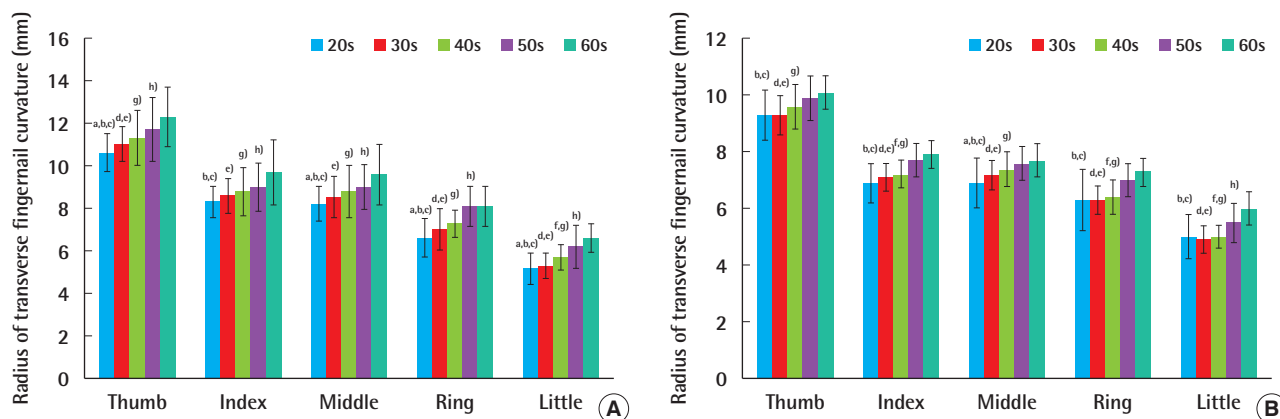 Radius of transverse fingernail curvature (mm)
16
14
12
10
8
6
4
2
0
20s 30s 40s 50s 60s
a,b,c) d,e) g) h)
b,c) e) g) h)
a,b,c) e) g) h)
a,b,c) d,e) g) h)
a,b,c) d,e) f,g) h)
Thumb Index Middle Ring Little
A
Radius of transverse fingernail curvature (mm)
12
10
8
6
4
2
0
20s 30s 40s 50s 60s
b,c) d,e) g)
b,c) d,e) f,g)
a,b,c) d,e) g)
b,c) d,e) f,g)
b,c) d,e) f,g) h)
Thumb Index Middle Ring Little
B